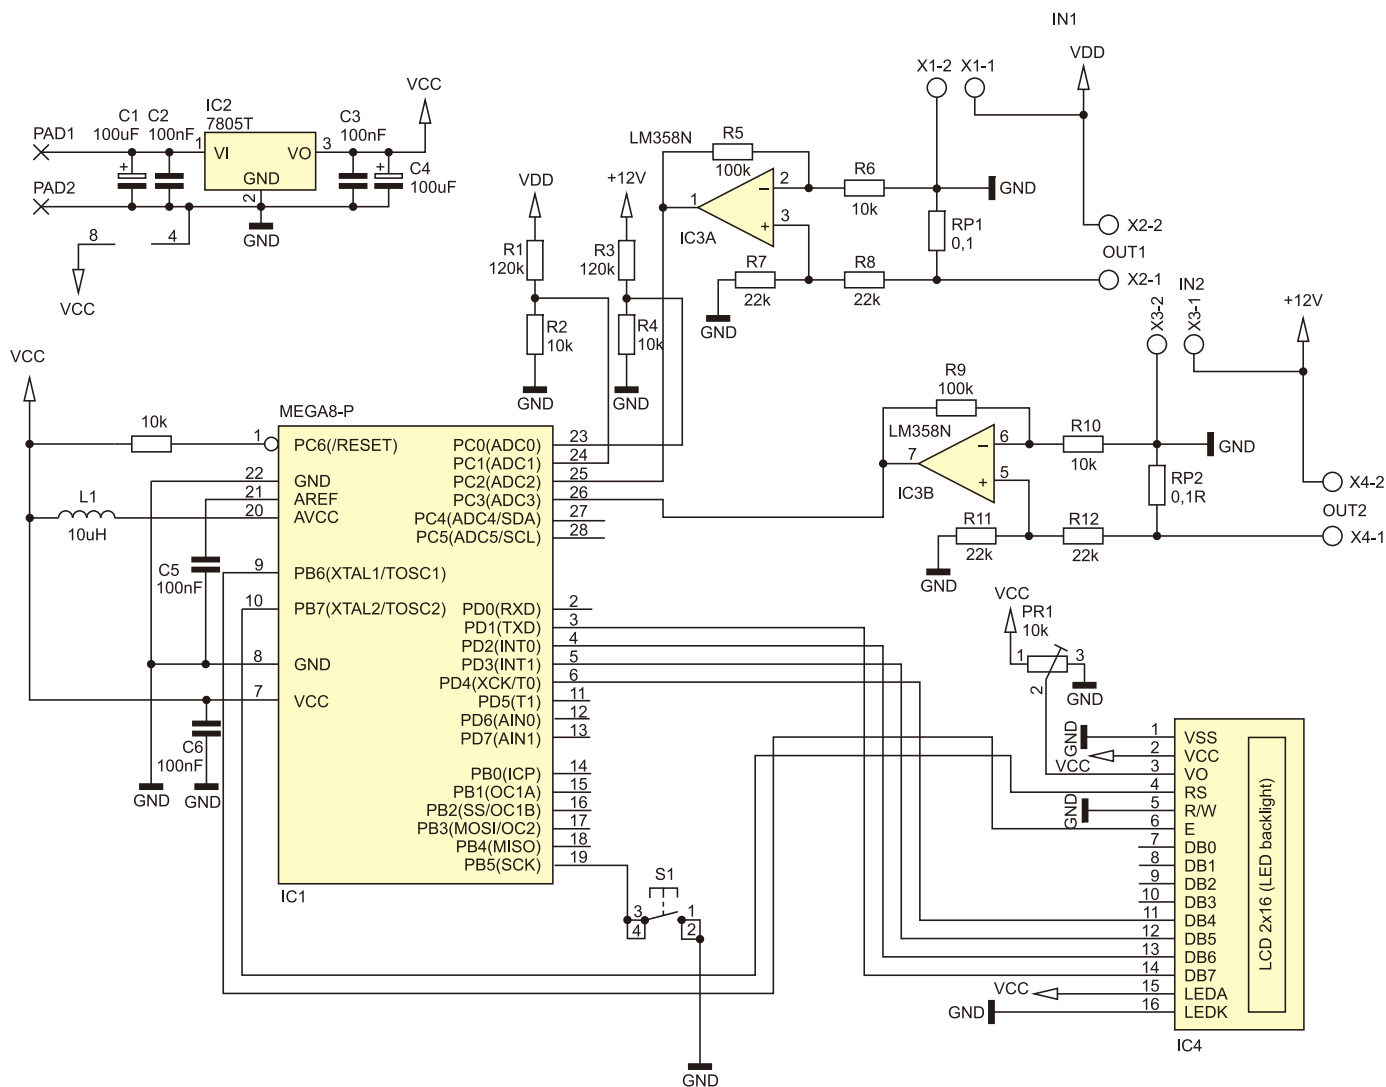 IN1
X1-2
X1-1
VDD
VCC
IC2
7805T
C1
100uF
C2
100nF
C3
100nF
C4
100uF
PAD1
PAD2
1
VI
VO
3
GND
2
GND
8
4
VCC
LM358N
R5
100k
1
2
3
IC3A
R6
10k
GND
RP1
0,1
X2-2
OUT1
X2-1
R7
22k
R8
22k
GND
VDD
+12V
R1
120k
R3
120k
R2
10k
R4
10k
GND
GND
IN2
X3-2
X3-1
+12V
R9
100k
LM358N
7
6
5
IC3B
R10
10k
GND
RP2
0,1R
X4-2
OUT2
X4-1
R11
22k
R12
22k
GND
VCC
10k
L1
10uH
C5
100nF
C6
100nF
GND
GND
MEGA8-P
1 PC6(/RESET)
22 GND
21 AREF
20 AVCC
9 PB6(XTAL1/TOSC1)
10 PB7(XTAL2/TOSC2)
8 GND
7 VCC
PC0(ADC0) 23
PC1(ADC1) 24
PC2(ADC2) 25
PC3(ADC3) 26
PC4(ADC4/SDA) 27
PC5(ADC5/SCL) 28
PD0(RXD) 2
PD1(TXD) 3
PD2(INT0) 4
PD3(INT1) 5
PD4(XCK/T0) 6
PD5(T1) 11
PD6(AIN0) 12
PD7(AIN1) 13
PB0(ICP) 14
PB1(OC1A) 15
PB2(SS/OC1B) 16
PB3(MOSI/OC2) 17
PB4(MISO) 18
PB5(SCK) 19
IC1
S1
3
4
1
2
GND
VCC
PR1
10k
1
3
2
GND
GND
VCC
GND
1 VSS
2 VCC
3 VO
4 RS
5 R/W
6 E
7 DB0
8 DB1
9 DB2
10 DB3
11 DB4
12 DB5
13 DB6
14 DB7
15 LEDA
16 LEDK
VCC
GND
LCD 2x16 (LED backlight)
IC4